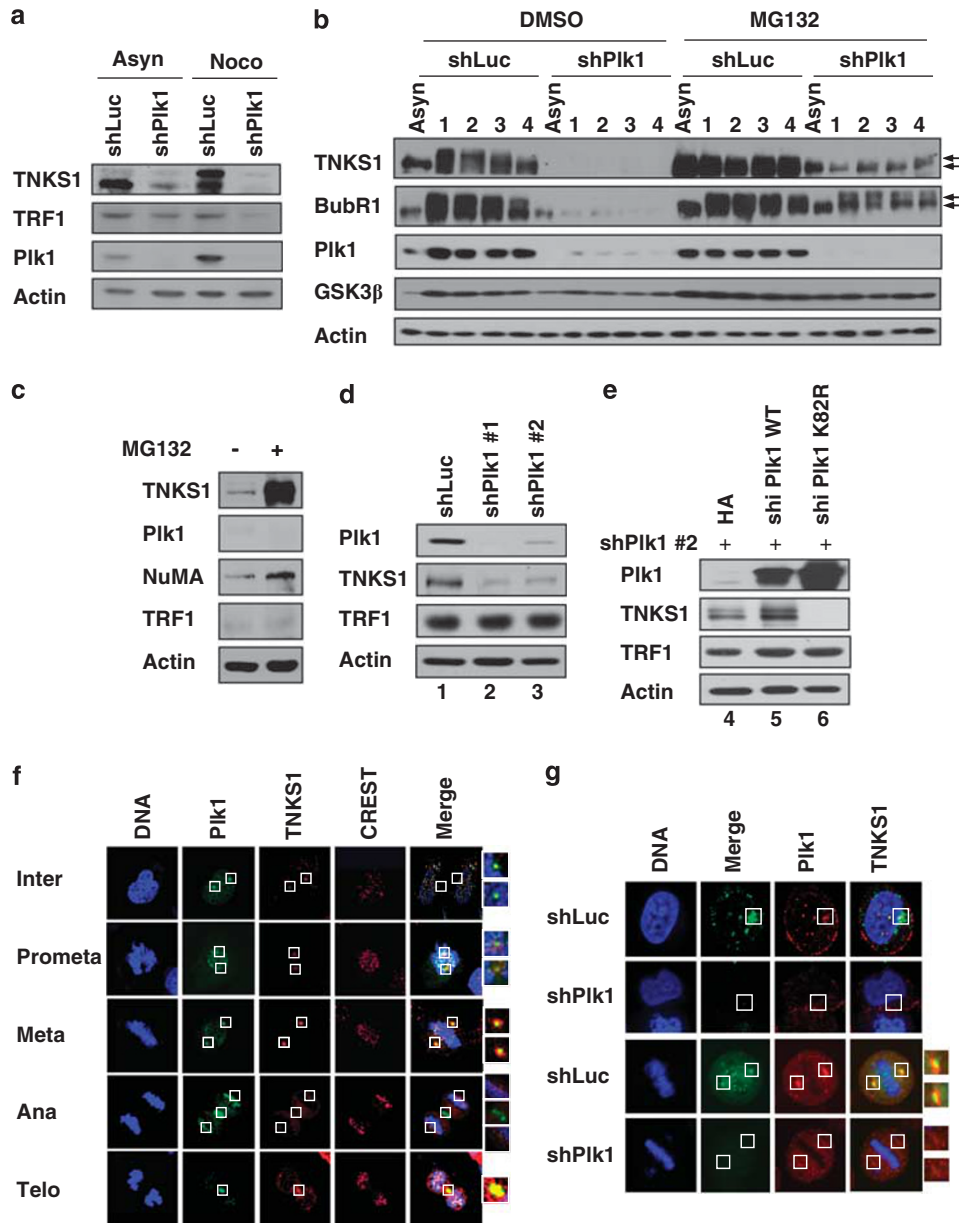 a
Asyn Noco
shLuc shPlk1 shLuc shPlk1
TNKS1
TRF1
Plk1
Actin
b
DMSO MG132
shLuc shPlk1 shLuc shPlk1
Asyn 1 2 3 4 Asyn 1 2 3 4 Asyn 1 2 3 4 Asyn 1 2 3 4
TNKS1
BubR1
Plk1
GSK3β
Actin
c
MG132 - +
TNKS1
Plk1
NuMA
TRF1
Actin
d
shLuc shPlk1 #1 shPlk1 #2
Plk1
TNKS1
TRF1
Actin
1 2 3
e
HA shi Plk1 WT shi Plk1 K82R
shPlk1 #2 + + +
Plk1
TNKS1
TRF1
Actin
4 5 6
f
DNA Plk1 TNKS1 CREST Merge
Inter
Prometa
Meta
Ana
Telo
g
DNA Merge Plk1 TNKS1
shLuc
shPlk1
shLuc
shPlk1